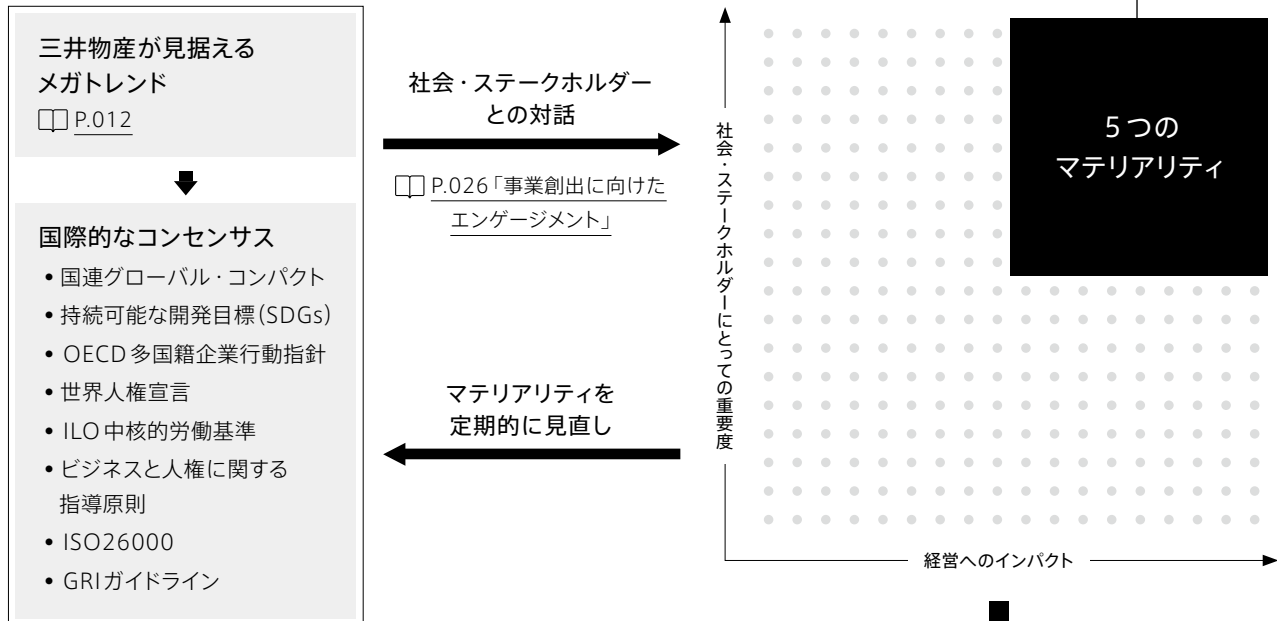 三井物産が見据える
メガトレンド
P.012
国際的なコンセンサス
• 国連グローバル・コンパクト
• 持続可能な開発目標(SDGs)
• OECD多国籍企業行動指針
• 世界人権宣言
• ILO中核的労働基準
• ビジネスと人権に関する
指導原則
• ISO26000
• GRIガイドライン
社会・ステークホルダー
との対話
P.026「事業創出に向けた
エンゲージメント」
マテリアリティを
定期的に見直し
社会・ステークホルダーにとっての重要度
5つの
マテリアリティ
経営へのインパクト